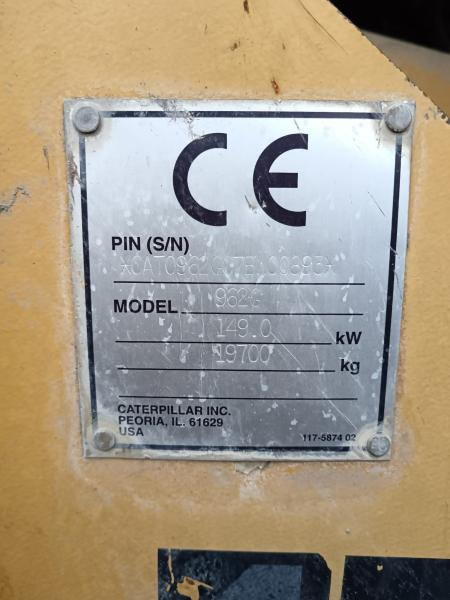 CE
PIN (S/N)
MODEL 962G
149.0 kW
19700 kg
CATERPILLAR INC.
PEORIA, IL. 61629
USA
117-5874 02